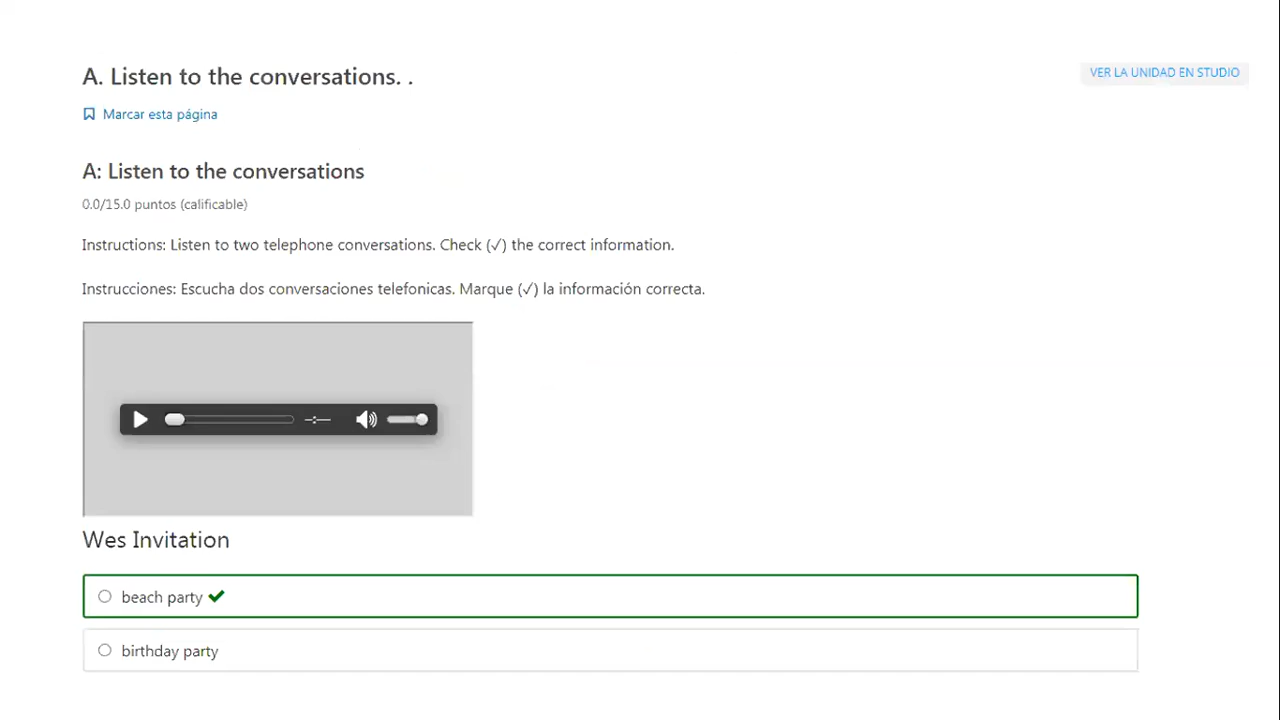 A. Listen to the conversations. .
VER LA UNIDAD EN STUDIO
Marcar esta página
A: Listen to the conversations
0.0/15.0 puntos (calificable)
Instructions: Listen to two telephone conversations. Check (✓) the correct information.
Instrucciones: Escucha dos conversaciones telefonicas. Marque (✓) la información correcta.
Wes Invitation
beach party
birthday party